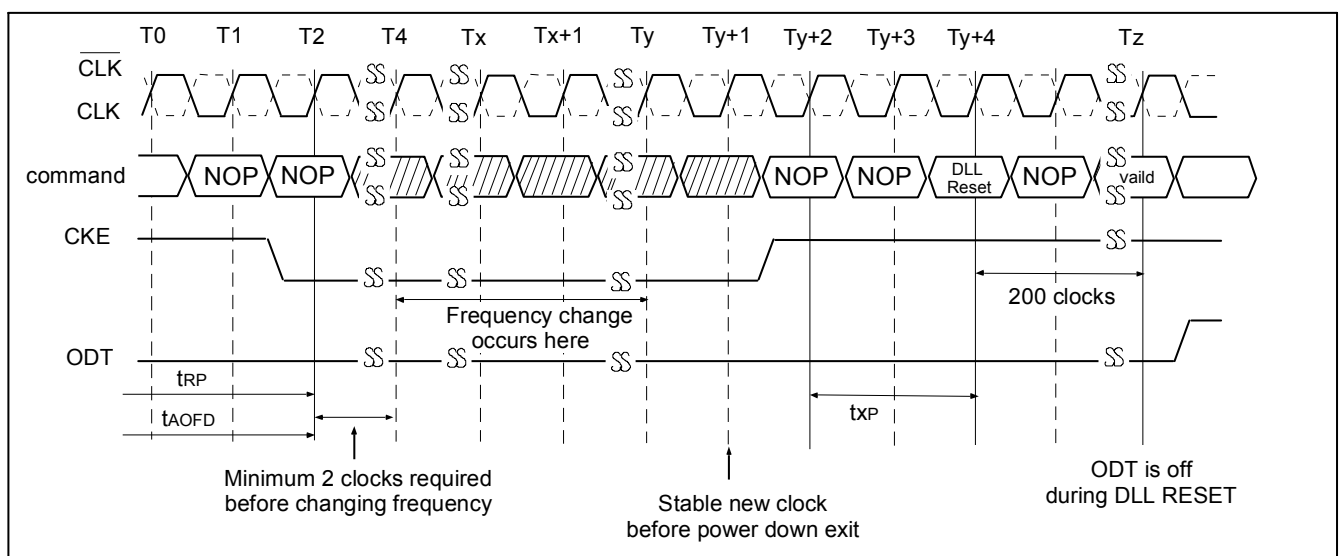 T0 T1 T2 T4 Tx Tx+1 Ty Ty+1 Ty+2 Ty+3 Ty+4 Tz
CLK
CLK
command NOP NOP NOP NOP DLL Reset NOP vaild
CKE
200 clocks
Frequency change
occurs here
ODT
tRP
tAOFD
txP
Minimum 2 clocks required
before changing frequency
Stable new clock
before power down exit
ODT is off
during DLL RESET